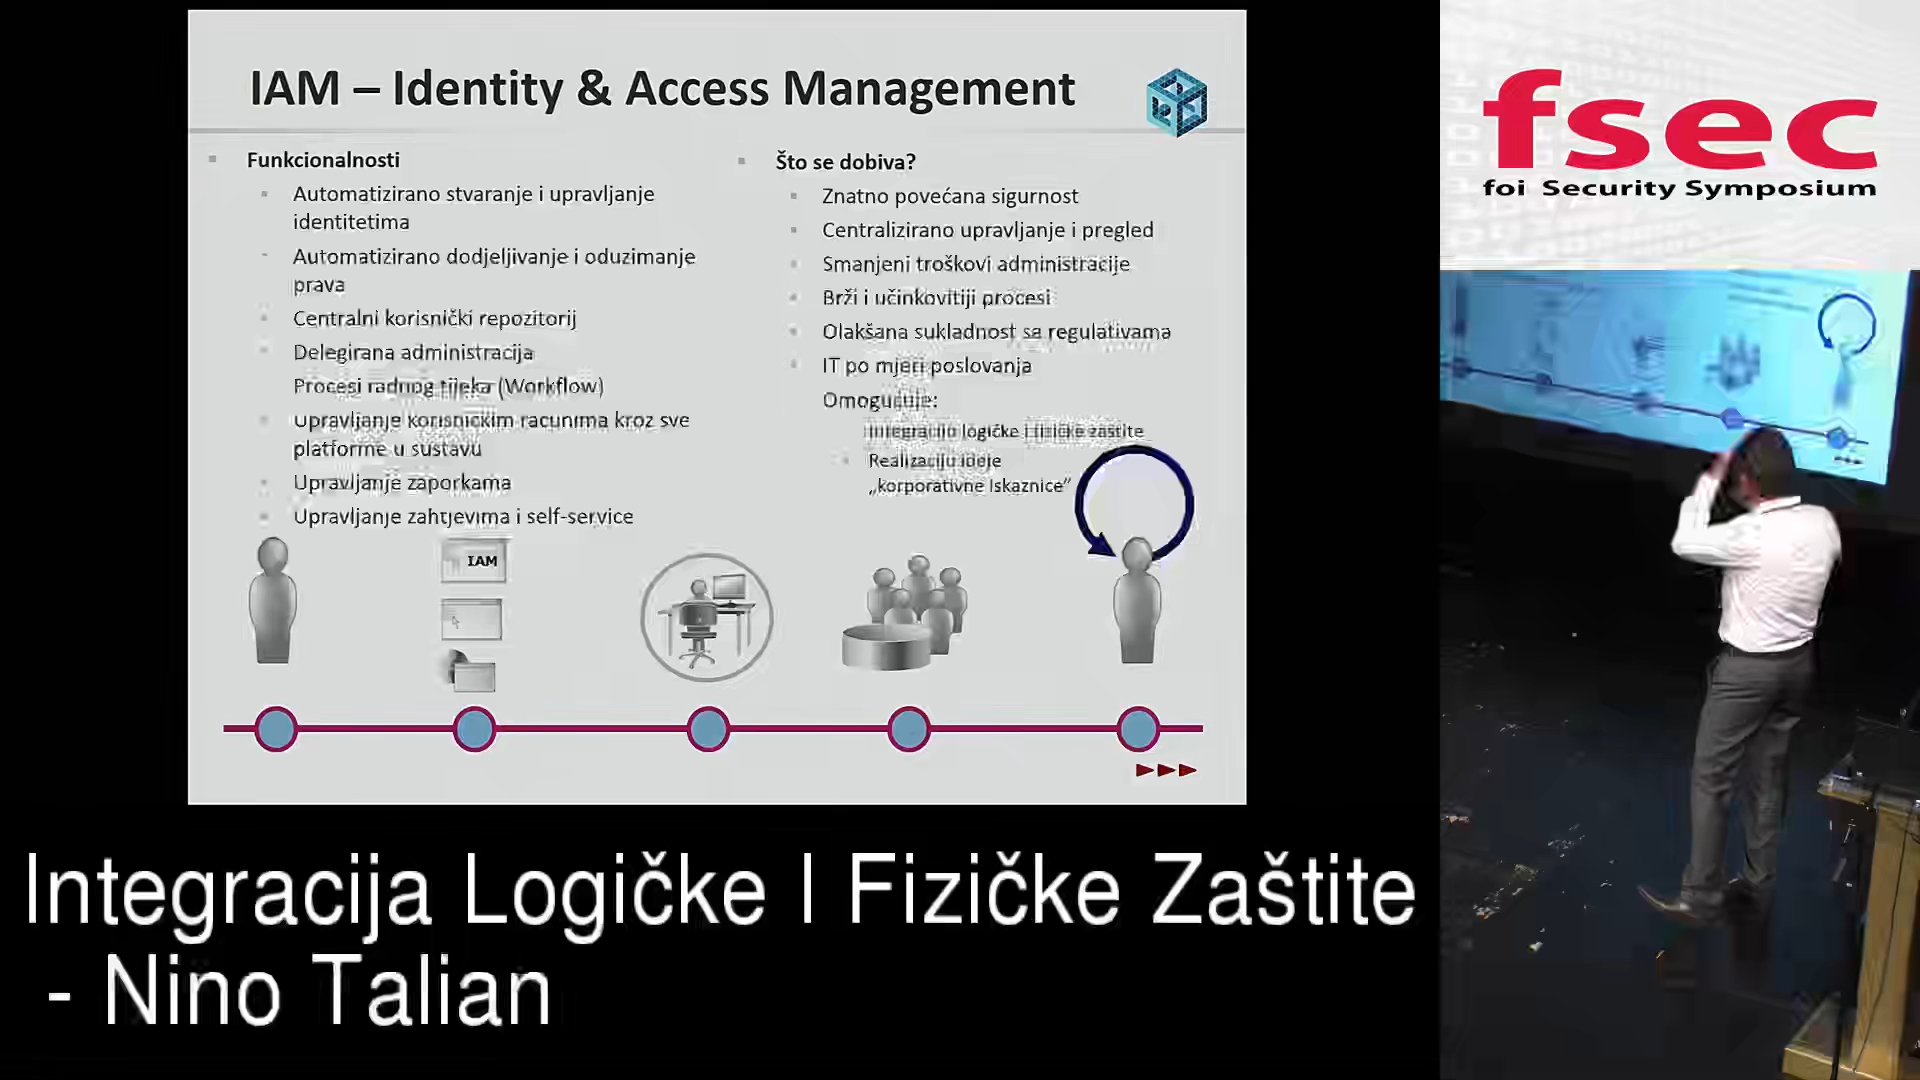 IAM – Identity & Access Management
Funkcionalnosti
Automatizirano stvaranje i upravljanje
identitetima
Automatizirano dodjeljivanje i oduzimanje
prava
Centralni korisnički repozitorij
Delegirana administracija
Procesi radnog tijeka (Workflow)
Upravljanje korisničkim računima kroz sve
platforme u sustavu
Upravljanje zaporkama
Upravljanje zahtjevima i self-service
Što se dobiva?
Znatno povećana sigurnost
Centralizirano upravljanje i pregled
Smanjeni troškovi administracije
Brži i učinkovitiji procesi
Olakšana sukladnost sa regulativama
IT po mjeri poslovanja
Omogućuje:
Integraciju logičke i fizičke zaštite
Realizaciju ideje
„korporativne Iskaznice”
IAM
fsec
foi Security Symposium
Integracija Logičke I Fizičke Zaštite
- Nino Talian